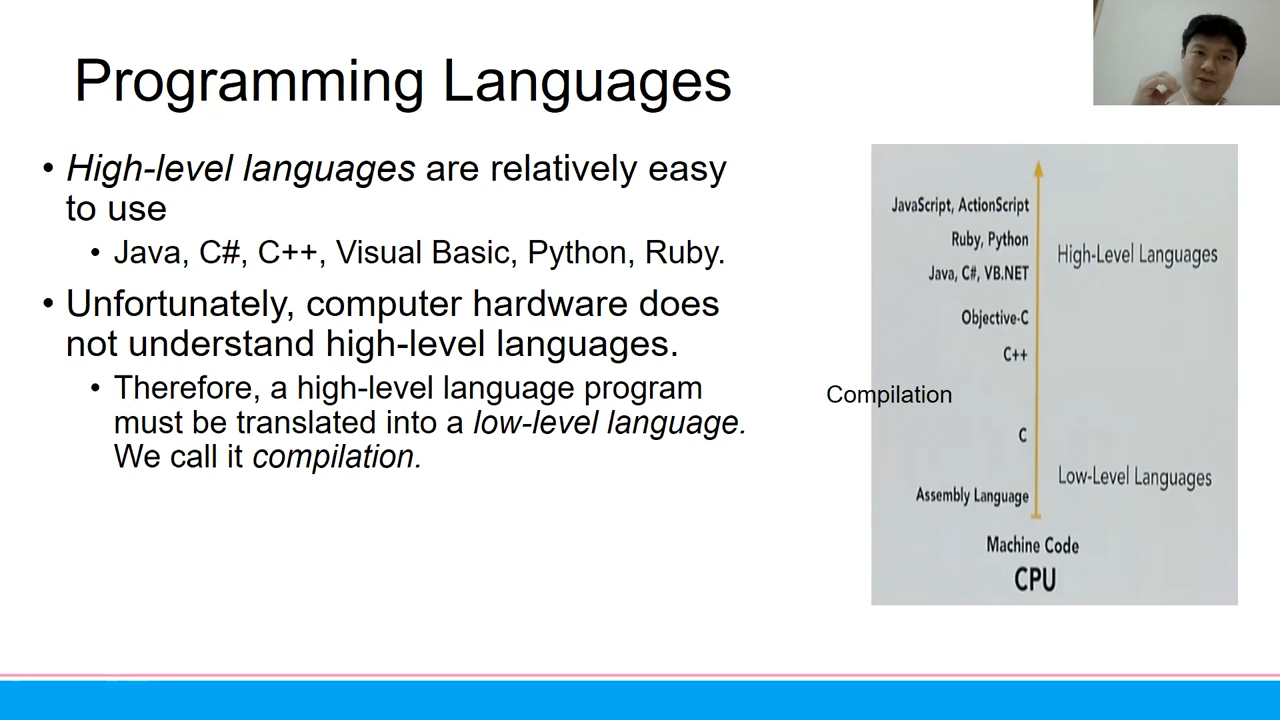 Programming Languages
• High-level languages are relatively easy
to use
• Java, C#, C++, Visual Basic, Python, Ruby.
• Unfortunately, computer hardware does
not understand high-level languages.
• Therefore, a high-level language program
must be translated into a low-level language.
We call it compilation.
JavaScript, ActionScript
Ruby, Python
High-Level Languages
Java, C#, VB.NET
Objective-C
C++
Compilation
C
Low-Level Languages
Assembly Language
Machine Code
CPU